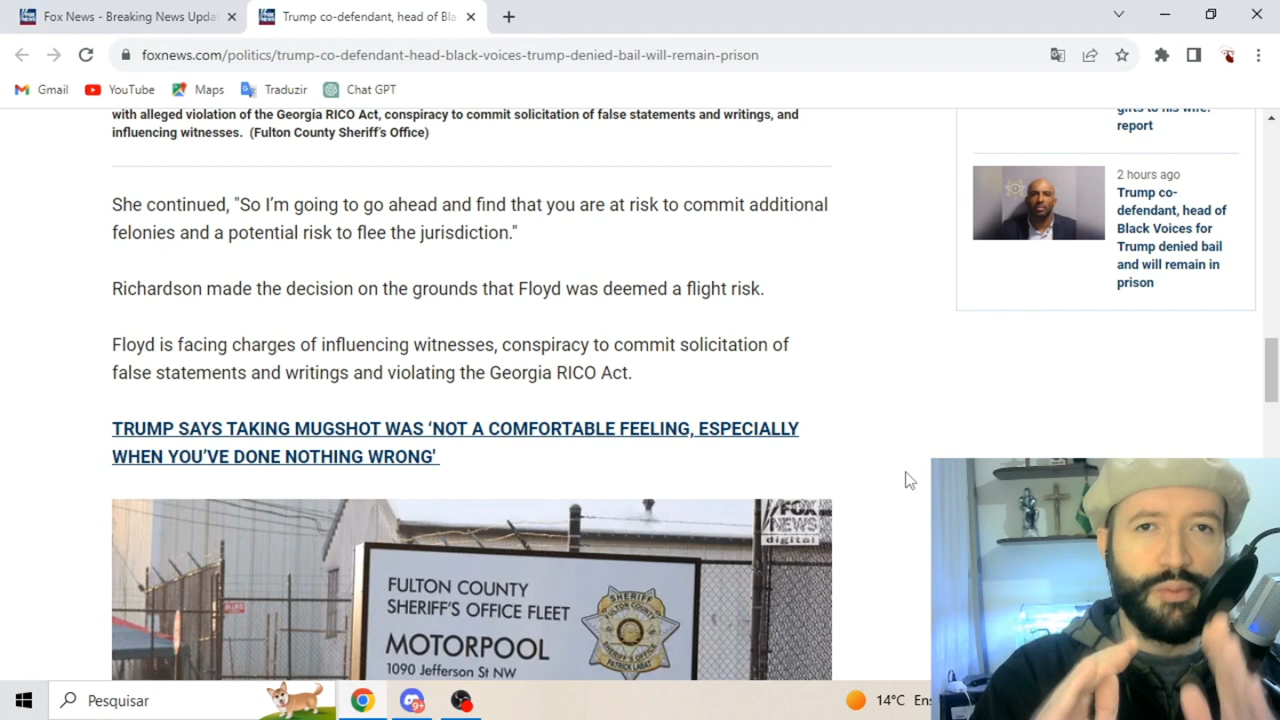 Fox News - Breaking News Updat
Trump co-defendant, head of Bla
foxnews.com/politics/trump-co-defendant-head-black-voices-trump-denied-bail-will-remain-prison
Gmail
YouTube
Maps
Traduzir
Chat GPT
with alleged violation of the Georgia RICO Act, conspiracy to commit solicitation of false statements and writings, and
influencing witnesses. (Fulton County Sheriff's Office)
She continued, "So I'm going to go ahead and find that you are at risk to commit additional
felonies and a potential risk to flee the jurisdiction."
Richardson made the decision on the grounds that Floyd was deemed a flight risk.
Floyd is facing charges of influencing witnesses, conspiracy to commit solicitation of
false statements and writings and violating the Georgia RICO Act.
TRUMP SAYS TAKING MUGSHOT WAS ‘NOT A COMFORTABLE FEELING, ESPECIALLY
WHEN YOU’VE DONE NOTHING WRONG'
FOX
NEWS
digital
FULTON COUNTY
SHERIFF'S OFFICE FLEET
MOTORPOOL
1090 Jefferson St NW
SHERIFF
FULTON COUNTY
PATRICK LABAT
gifts to his wife:
report
2 hours ago
Trump co-
defendant, head of
Black Voices for
Trump denied bail
and will remain in
prison
Pesquisar
9+
14°C Ens